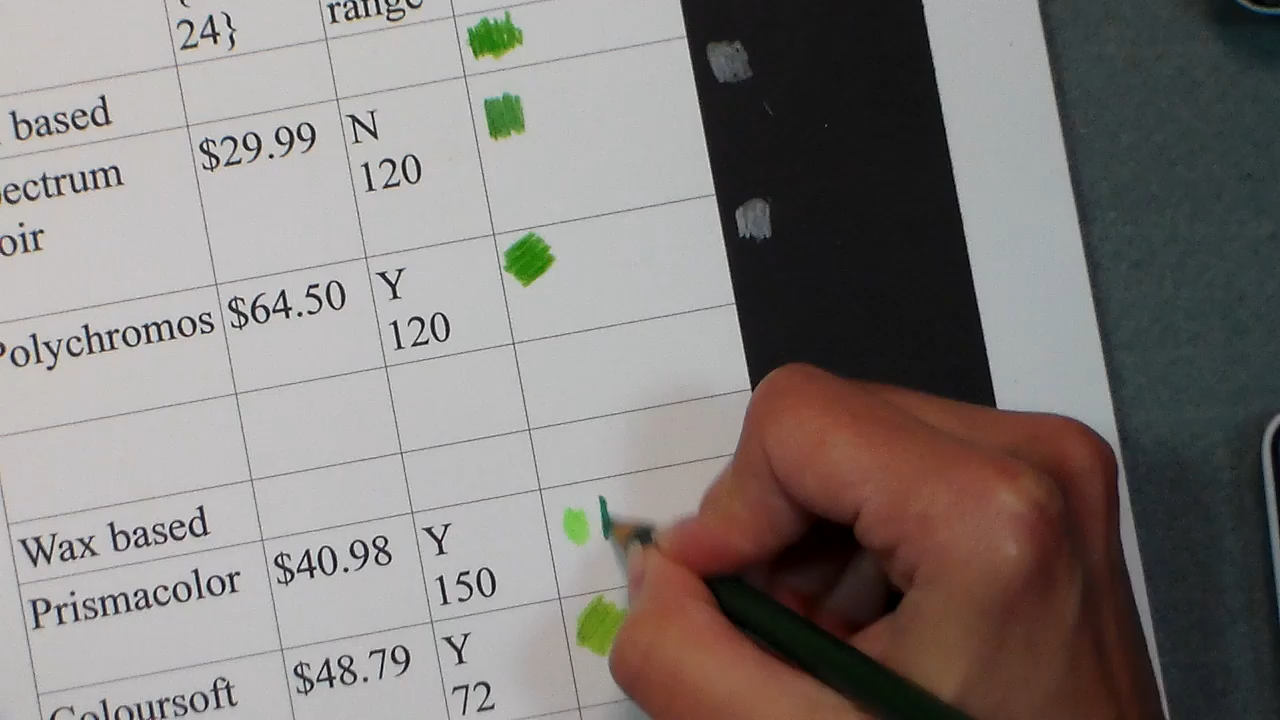 24}
range
based
$29.99
N
120
ectrum
oir
Polychromos
$64.50
Y
120
Wax based
Prismacolor
$40.98
Y
150
Coloursoft
$48.79
Y
72